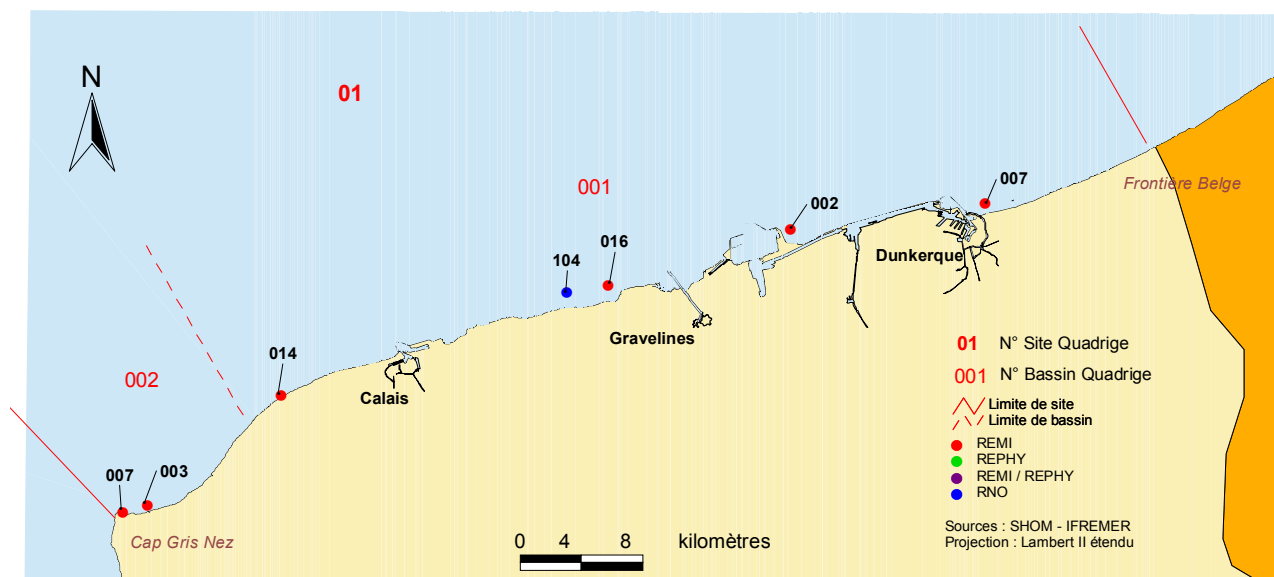 N
01
001
007
Frontière Belge
002
Dunkerque
016
104
Gravelines
014
Calais
002
007
003
Cap Gris Nez
01 N° Site Quadrige
001 N° Bassin Quadrige
Limite de site
Limite de bassin
REMI
REPHY
REMI / REPHY
RNO
Sources : SHOM - IFREMER
Projection : Lambert II étendu
0 4 8 kilomètres